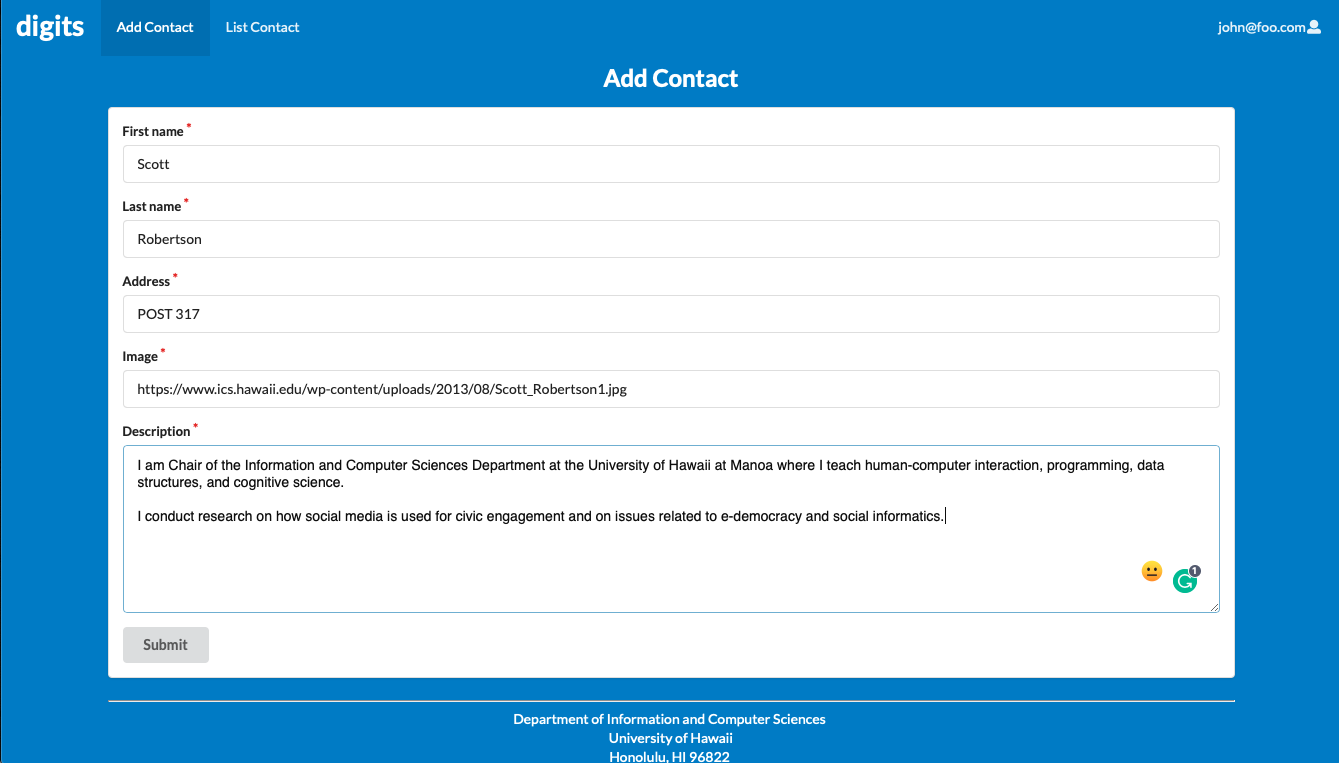 digits
Add Contact
List Contact
john@foo.com
Add Contact
First name *
Scott
Last name *
Robertson
Address *
POST 317
Image *
https://www.ics.hawaii.edu/wp-content/uploads/2013/08/Scott_Robertson1.jpg
Description *
I am Chair of the Information and Computer Sciences Department at the University of Hawaii at Manoa where I teach human-computer interaction, programming, data
structures, and cognitive science.
I conduct research on how social media is used for civic engagement and on issues related to e-democracy and social informatics.
1
Submit
Department of Information and Computer Sciences
University of Hawaii
Honolulu, HI 96822